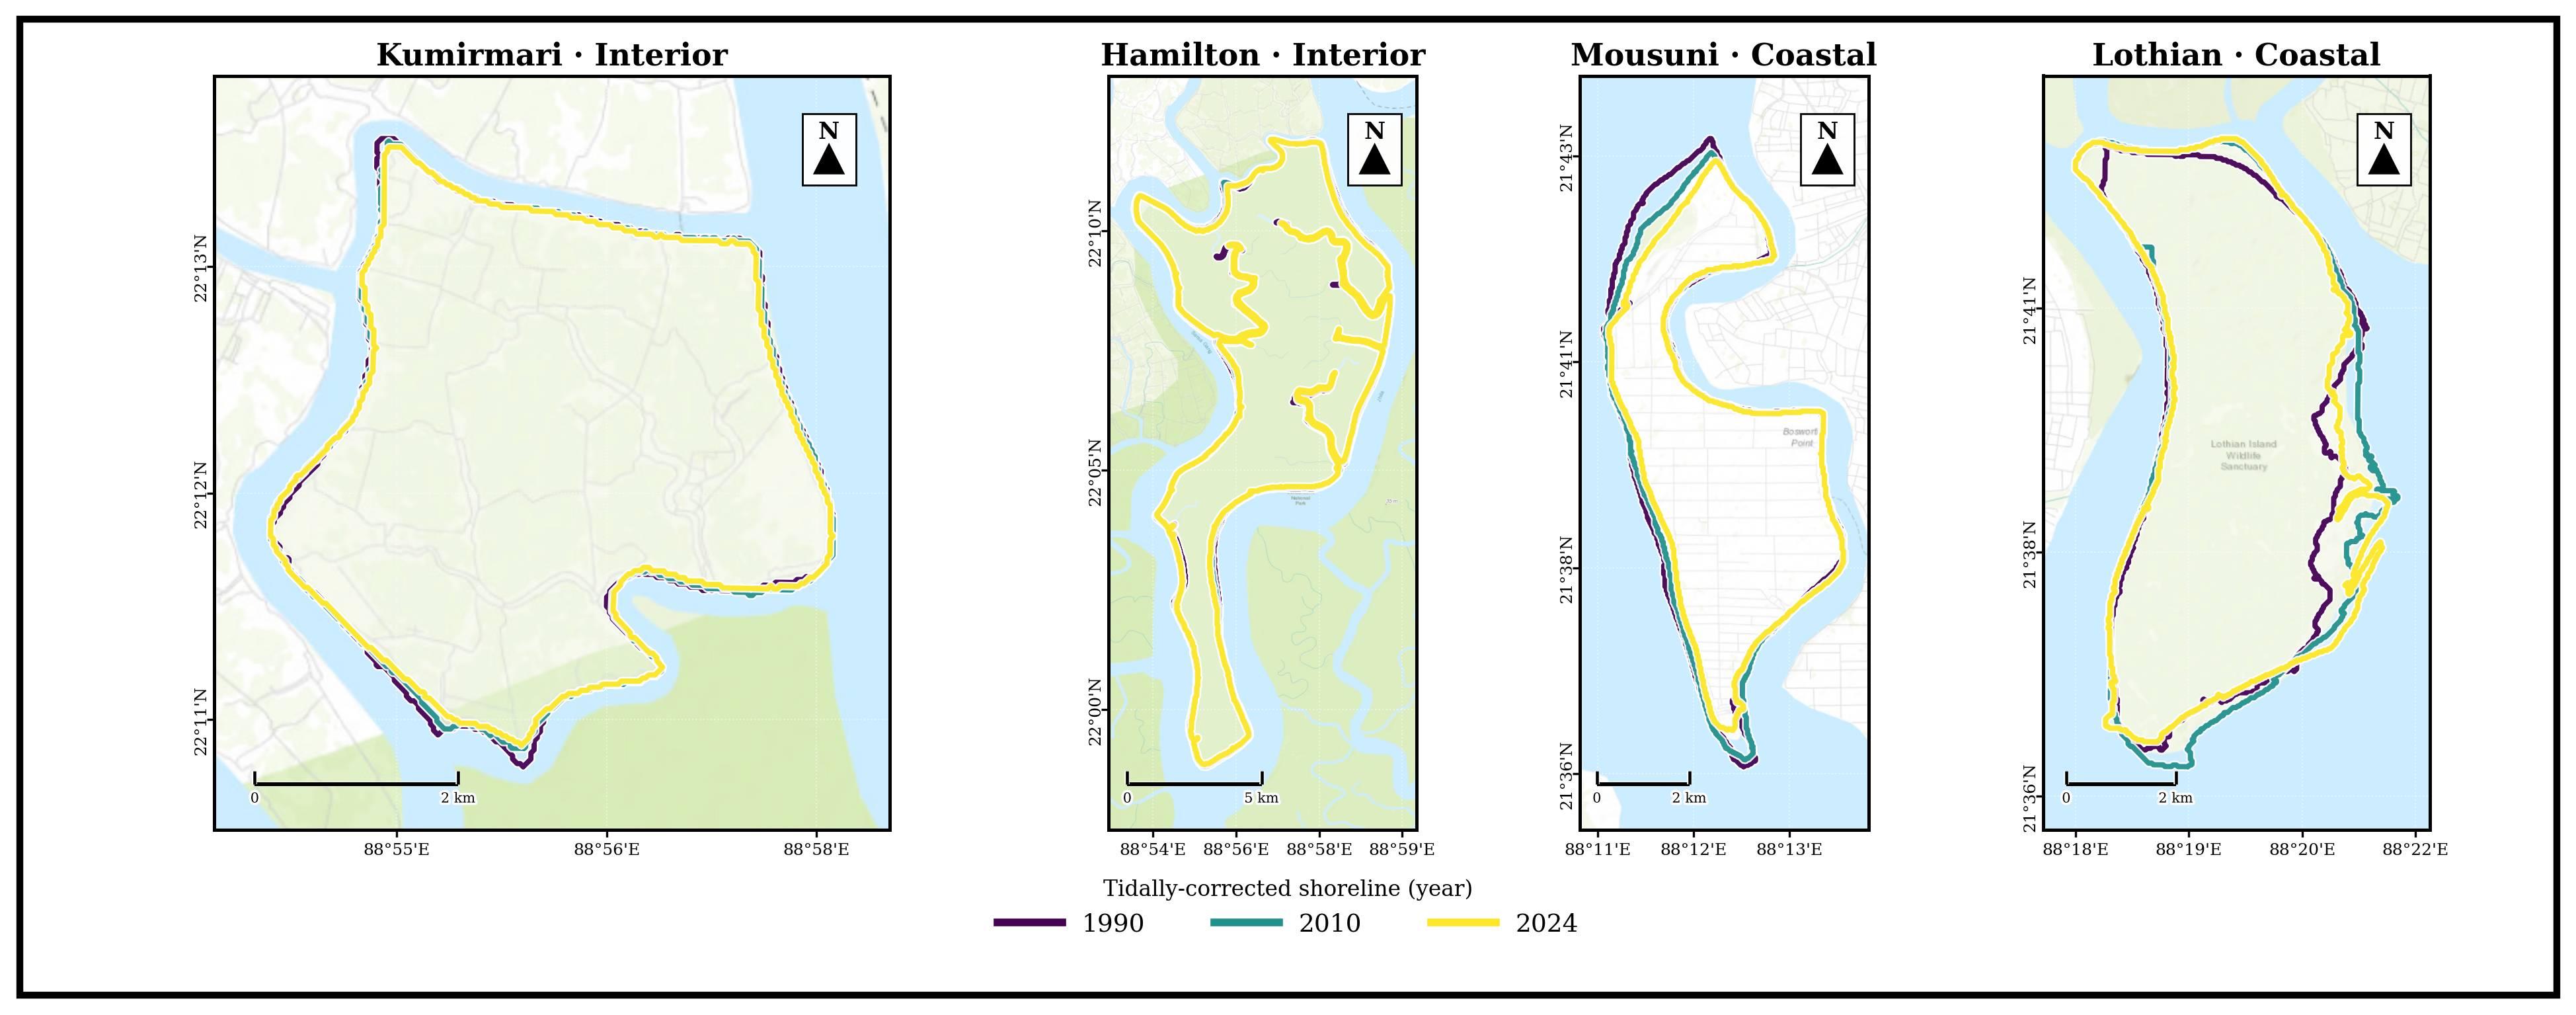 Kumirmari · Interior
N
22°13'N
22°12'N
22°11'N
0
2 km
88°55'E
88°56'E
88°58'E
Hamilton · Interior
N
22°10'N
22°05'N
22°00'N
National
Park
0
5 km
88°54'E
88°56'E
88°58'E
88°59'E
Mousuni · Coastal
N
21°43'N
21°41'N
21°38'N
21°36'N
Point
0
2 km
88°11'E
88°12'E
88°13'E
Lothian · Coastal
N
21°41'N
21°38'N
21°36'N
Lothian Island
Wildlife
Sanctuary
0
2 km
88°18'E
88°19'E
88°20'E
88°22'E
Tidally-corrected shoreline (year)
1990
2010
2024